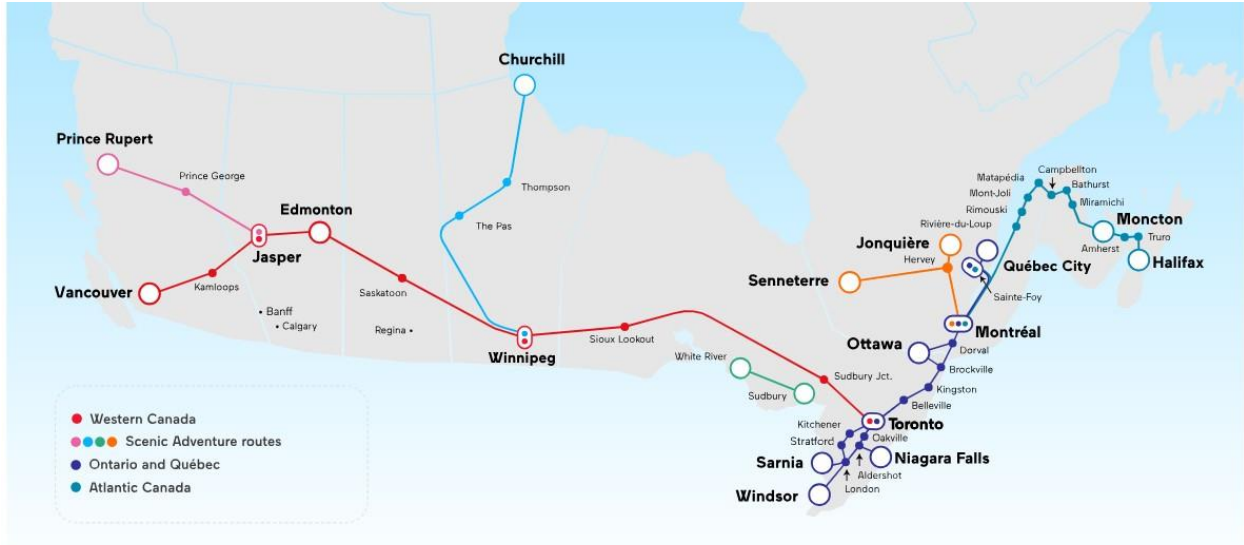 Churchill
Prince Rupert
Prince George
Thompson
Edmonton
The Pas
Jasper
Vancouver
Kamloops
Saskatoon
Banff
Calgary
Regina
Winnipeg
Sioux Lookout
White River
Sudbury
Sudbury Jct.
Campbellton
Matapédia
Bathurst
Mont-Joli
Miramichi
Rimouski
Moncton
Rivière-du-Loup
Amherst
Truro
Jonquière
Hervey
Québec City
Halifax
Senneterre
Sainte-Foy
Montréal
Ottawa
Dorval
Brockville
Kingston
Belleville
Toronto
Kitchener
Oakville
Stratford
Niagara Falls
Sarnia
Aldershot
London
Windsor
Western Canada
Scenic Adventure routes
Ontario and Québec
Atlantic Canada